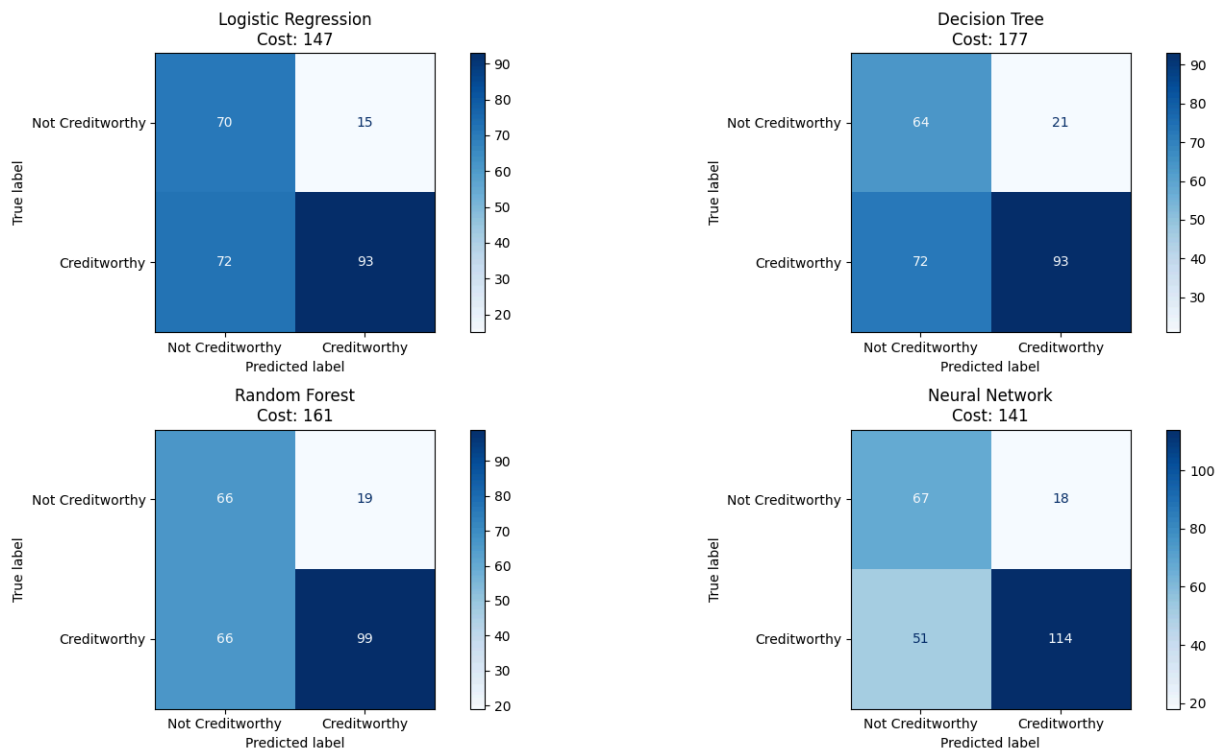 Logistic Regression
Cost: 147
Not Creditworthy
Creditworthy
True label
70
15
72
93
Not Creditworthy
Creditworthy
Predicted label
90
80
70
60
50
40
30
20
Decision Tree
Cost: 177
Not Creditworthy
Creditworthy
True label
64
21
72
93
Not Creditworthy
Creditworthy
Predicted label
90
80
70
60
50
40
30
Random Forest
Cost: 161
Not Creditworthy
Creditworthy
True label
66
19
66
99
Not Creditworthy
Creditworthy
Predicted label
90
80
70
60
50
40
30
20
Neural Network
Cost: 141
Not Creditworthy
Creditworthy
True label
67
18
51
114
Not Creditworthy
Creditworthy
Predicted label
100
80
60
40
20